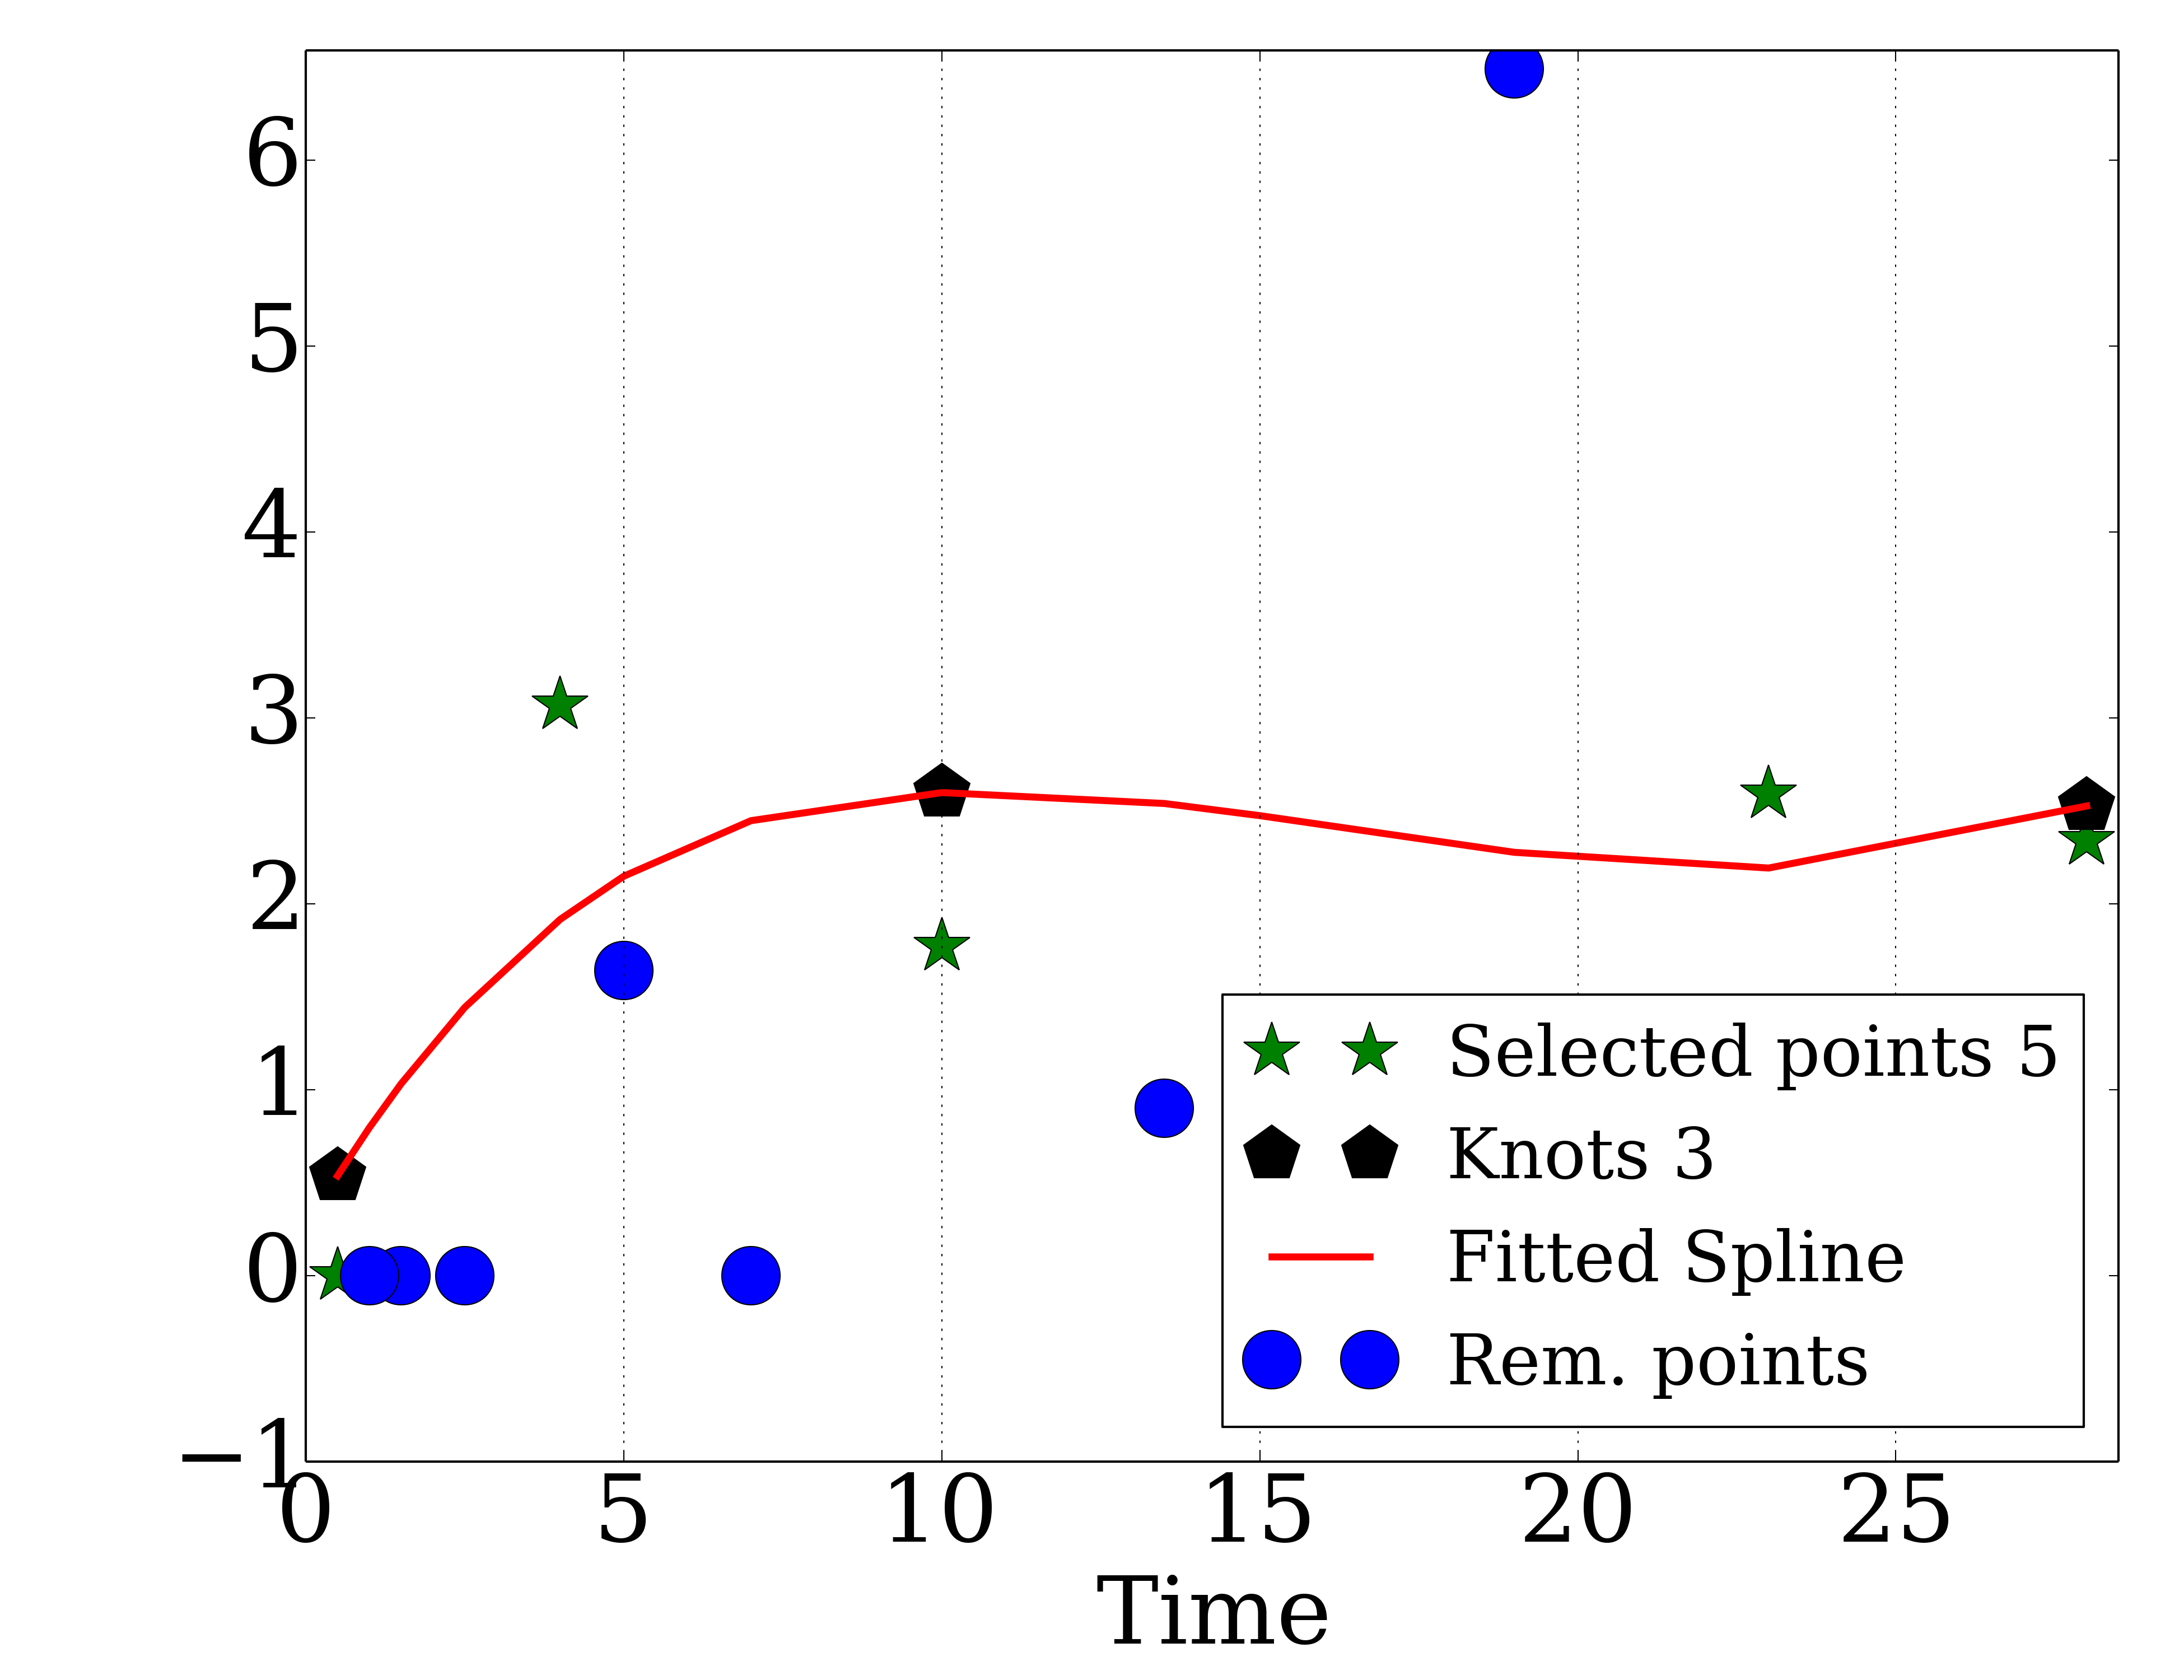 6
5
4
3
2
1
0
−1
0 5 10 15 20 25
Time
Selected points 5
Knots 3
Fitted Spline
Rem. points